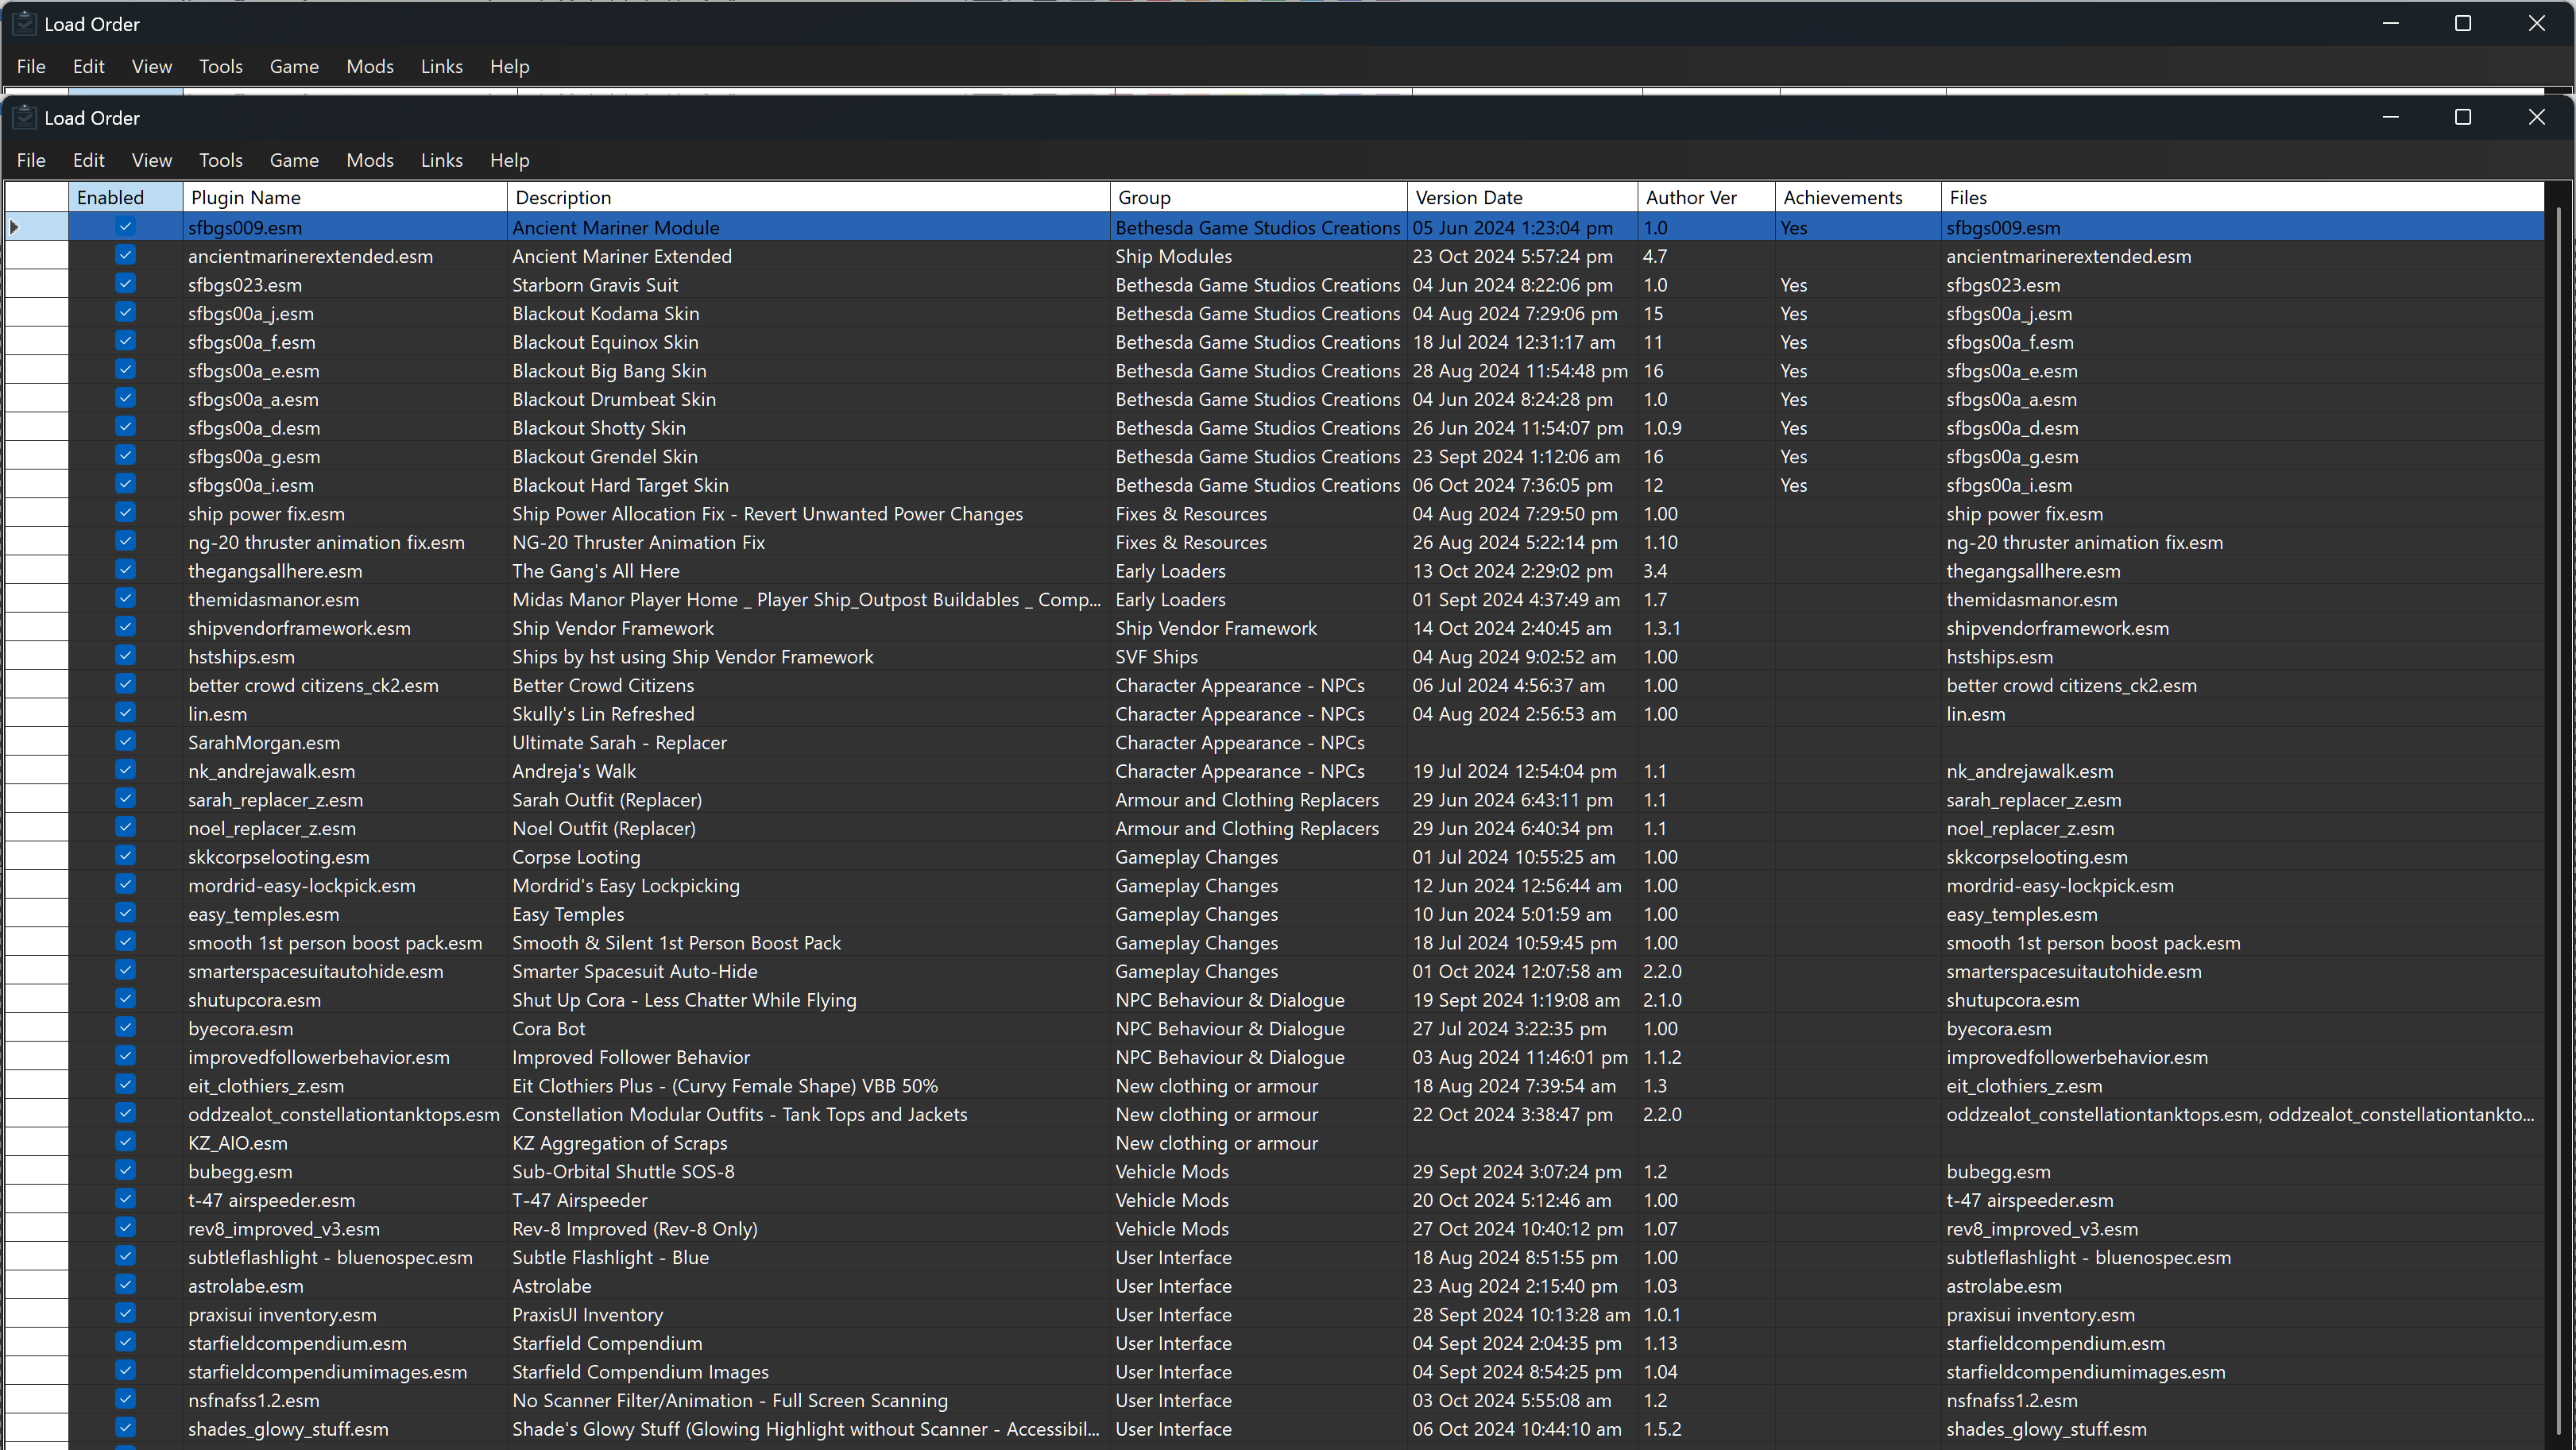 Load Order
File Edit View Tools Game Mods Links Help
Load Order
File Edit View Tools Game Mods Links Help
Enabled Plugin Name Description Group Version Date Author Ver Achievements Files
sfbgs009.esm Ancient Mariner Module Bethesda Game Studios Creations 05 Jun 2024 1:23:04 pm 1.0 Yes sfbgs009.esm
ancientmarinerextended.esm Ancient Mariner Extended Ship Modules 23 Oct 2024 5:57:24 pm 4.7 ancientmarinerextended.esm
sfbgs023.esm Starborn Gravis Suit Bethesda Game Studios Creations 04 Jun 2024 8:22:06 pm 1.0 Yes sfbgs023.esm
sfbgs00a_j.esm Blackout Kodama Skin Bethesda Game Studios Creations 04 Aug 2024 7:29:06 pm 15 Yes sfbgs00a_j.esm
sfbgs00a_f.esm Blackout Equinox Skin Bethesda Game Studios Creations 18 Jul 2024 12:31:17 am 11 Yes sfbgs00a_f.esm
sfbgs00a_e.esm Blackout Big Bang Skin Bethesda Game Studios Creations 28 Aug 2024 11:54:48 pm 16 Yes sfbgs00a_e.esm
sfbgs00a_a.esm Blackout Drumbeat Skin Bethesda Game Studios Creations 04 Jun 2024 8:24:28 pm 1.0 Yes sfbgs00a_a.esm
sfbgs00a_d.esm Blackout Shotty Skin Bethesda Game Studios Creations 26 Jun 2024 11:54:07 pm 1.0.9 Yes sfbgs00a_d.esm
sfbgs00a_g.esm Blackout Grendel Skin Bethesda Game Studios Creations 23 Sept 2024 1:12:06 am 16 Yes sfbgs00a_g.esm
sfbgs00a_i.esm Blackout Hard Target Skin Bethesda Game Studios Creations 06 Oct 2024 7:36:05 pm 12 Yes sfbgs00a_i.esm
ship power fix.esm Ship Power Allocation Fix - Revert Unwanted Power Changes Fixes & Resources 04 Aug 2024 7:29:50 pm 1.00 ship power fix.esm
ng-20 thruster animation fix.esm NG-20 Thruster Animation Fix Fixes & Resources 26 Aug 2024 5:22:14 pm 1.10 ng-20 thruster animation fix.esm
thegangsallhere.esm The Gang's All Here Early Loaders 13 Oct 2024 2:29:02 pm 3.4 thegangsallhere.esm
themidasmanor.esm Midas Manor Player Home _ Player Ship_Outpost Buildables _ Comp... Early Loaders 01 Sept 2024 4:37:49 am 1.7 themidasmanor.esm
shipvendorframework.esm Ship Vendor Framework Ship Vendor Framework 14 Oct 2024 2:40:45 am 1.3.1 shipvendorframework.esm
hstships.esm Ships by hst using Ship Vendor Framework SVF Ships 04 Aug 2024 9:02:52 am 1.00 hstships.esm
better crowd citizens_ck2.esm Better Crowd Citizens Character Appearance - NPCs 06 Jul 2024 4:56:37 am 1.00 better crowd citizens_ck2.esm
lin.esm Skully's Lin Refreshed Character Appearance - NPCs 04 Aug 2024 2:56:53 am 1.00 lin.esm
SarahMorgan.esm Ultimate Sarah - Replacer Character Appearance - NPCs
nk_andrejawalk.esm Andreja's Walk Character Appearance - NPCs 19 Jul 2024 12:54:04 pm 1.1 nk_andrejawalk.esm
sarah_replacer_z.esm Sarah Outfit (Replacer) Armour and Clothing Replacers 29 Jun 2024 6:43:11 pm 1.1 sarah_replacer_z.esm
noel_replacer_z.esm Noel Outfit (Replacer) Armour and Clothing Replacers 29 Jun 2024 6:40:34 pm 1.1 noel_replacer_z.esm
skkcorpselooting.esm Corpse Looting Gameplay Changes 01 Jul 2024 10:55:25 am 1.00 skkcorpselooting.esm
mordrid-easy-lockpick.esm Mordrid's Easy Lockpicking Gameplay Changes 12 Jun 2024 12:56:44 am 1.00 mordrid-easy-lockpick.esm
easy_temples.esm Easy Temples Gameplay Changes 10 Jun 2024 5:01:59 am 1.00 easy_temples.esm
smooth 1st person boost pack.esm Smooth & Silent 1st Person Boost Pack Gameplay Changes 18 Jul 2024 10:59:45 pm 1.00 smooth 1st person boost pack.esm
smarterspacesuitautohide.esm Smarter Spacesuit Auto-Hide Gameplay Changes 01 Oct 2024 12:07:58 am 2.2.0 smarterspacesuitautohide.esm
shutupcora.esm Shut Up Cora - Less Chatter While Flying NPC Behaviour & Dialogue 19 Sept 2024 1:19:08 am 2.1.0 shutupcora.esm
byecora.esm Cora Bot NPC Behaviour & Dialogue 27 Jul 2024 3:22:35 pm 1.00 byecora.esm
improvedfollowerbehavior.esm Improved Follower Behavior NPC Behaviour & Dialogue 03 Aug 2024 11:46:01 pm 1.1.2 improvedfollowerbehavior.esm
eit_clothiers_z.esm Eit Clothiers Plus - (Curvy Female Shape) VBB 50% New clothing or armour 18 Aug 2024 7:39:54 am 1.3 eit_clothiers_z.esm
oddzealot_constellationtanktops.esm Constellation Modular Outfits - Tank Tops and Jackets New clothing or armour 22 Oct 2024 3:38:47 pm 2.2.0 oddzealot_constellationtanktops.esm, oddzealot_constellationtankto...
KZ_AIO.esm KZ Aggregation of Scraps New clothing or armour
bubegg.esm Sub-Orbital Shuttle SOS-8 Vehicle Mods 29 Sept 2024 3:07:24 pm 1.2 bubegg.esm
t-47 airspeeder.esm T-47 Airspeeder Vehicle Mods 20 Oct 2024 5:12:46 am 1.00 t-47 airspeeder.esm
rev8_improved_v3.esm Rev-8 Improved (Rev-8 Only) Vehicle Mods 27 Oct 2024 10:40:12 pm 1.07 rev8_improved_v3.esm
subtleflashlight - bluenospec.esm Subtle Flashlight - Blue User Interface 18 Aug 2024 8:51:55 pm 1.00 subtleflashlight - bluenospec.esm
astrolabe.esm Astrolabe User Interface 23 Aug 2024 2:15:40 pm 1.03 astrolabe.esm
praxisui inventory.esm PraxisUI Inventory User Interface 28 Sept 2024 10:13:28 am 1.0.1 praxisui inventory.esm
starfieldcompendium.esm Starfield Compendium User Interface 04 Sept 2024 2:04:35 pm 1.13 starfieldcompendium.esm
starfieldcompendiumimages.esm Starfield Compendium Images User Interface 04 Sept 2024 8:54:25 pm 1.04 starfieldcompendiumimages.esm
nsfnafss1.2.esm No Scanner Filter/Animation - Full Screen Scanning User Interface 03 Oct 2024 5:55:08 am 1.2 nsfnafss1.2.esm
shades_glowy_stuff.esm Shade's Glowy Stuff (Glowing Highlight without Scanner - Accessibil... User Interface 06 Oct 2024 10:44:10 am 1.5.2 shades_glowy_stuff.esm